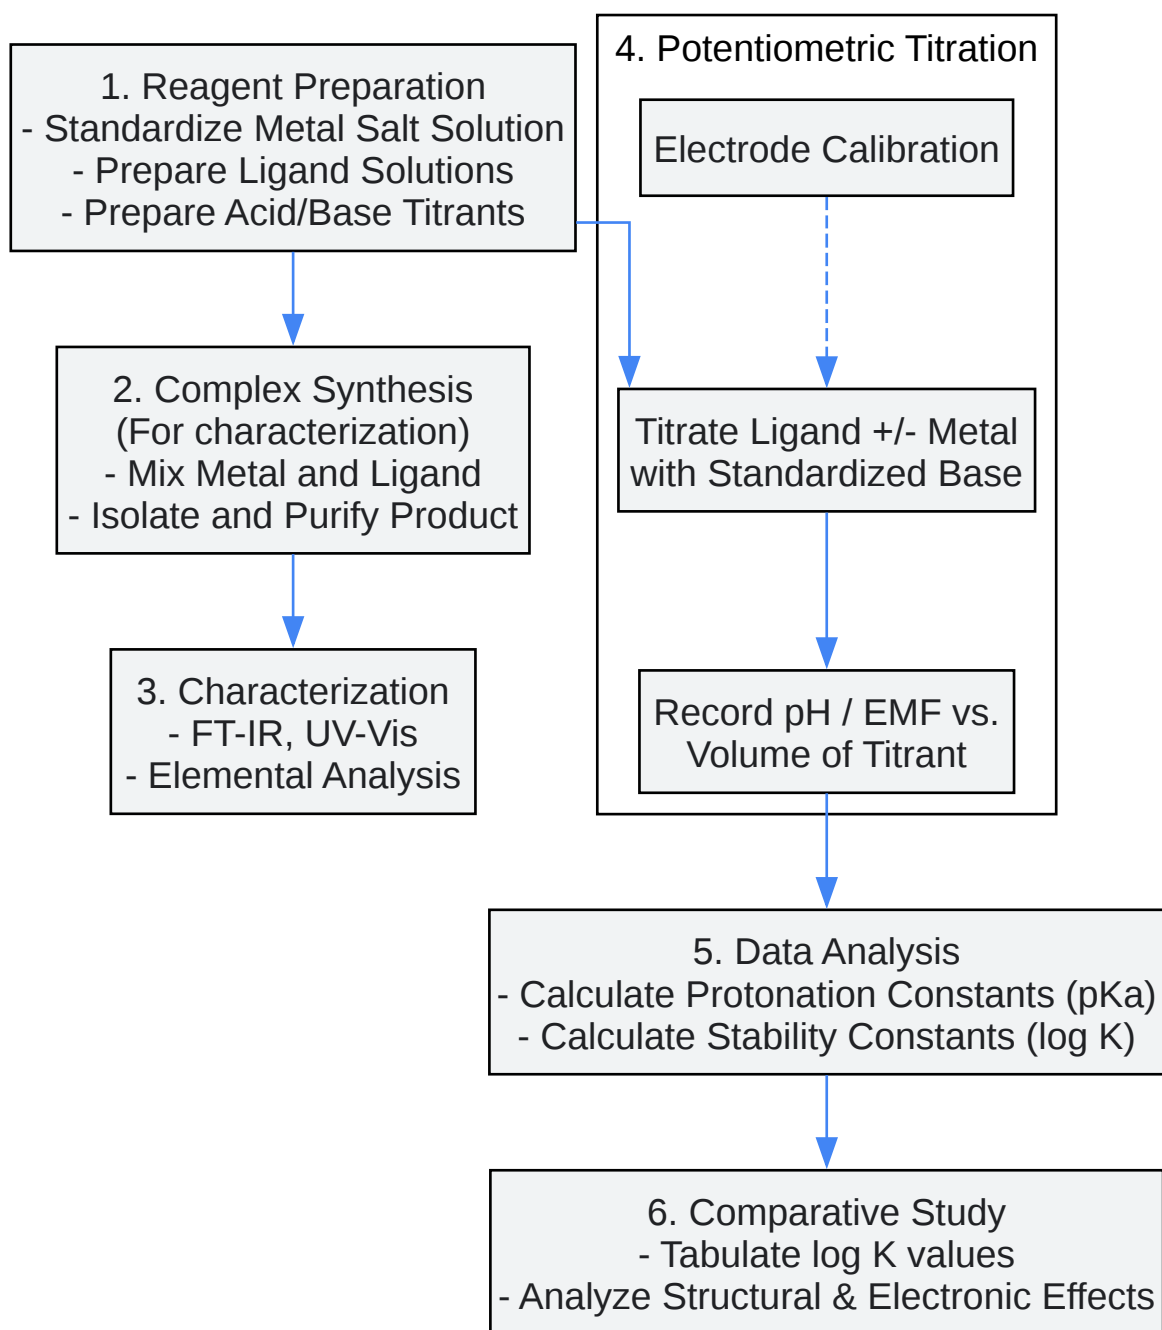 1. Reagent Preparation
- Standardize Metal Salt Solution
- Prepare Ligand Solutions
- Prepare Acid/Base Titrants
2. Complex Synthesis
(For characterization)
- Mix Metal and Ligand
- Isolate and Purify Product
3. Characterization
- FT-IR, UV-Vis
- Elemental Analysis
4. Potentiometric Titration
Electrode Calibration
Titrate Ligand +/- Metal
with Standardized Base
Record pH / EMF vs.
Volume of Titrant
5. Data Analysis
- Calculate Protonation Constants (pKa)
- Calculate Stability Constants (log K)
6. Comparative Study
- Tabulate log K values
- Analyze Structural & Electronic Effects